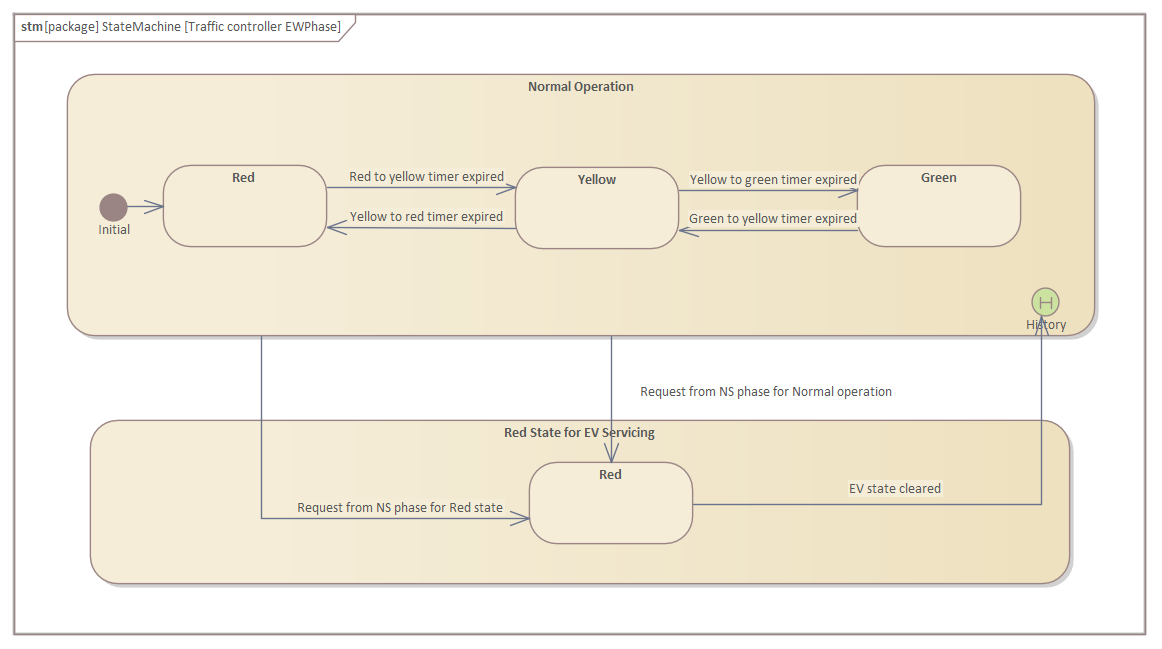 stm [package] StateMachine [Traffic controller EWPhase]
Normal Operation
Red
Yellow
Green
Red to yellow timer expired
Yellow to green timer expired
Yellow to red timer expired
Green to yellow timer expired
Initial
H
History
Request from NS phase for Normal operation
Red State for EV Servicing
Red
EV state cleared
Request from NS phase for Red state